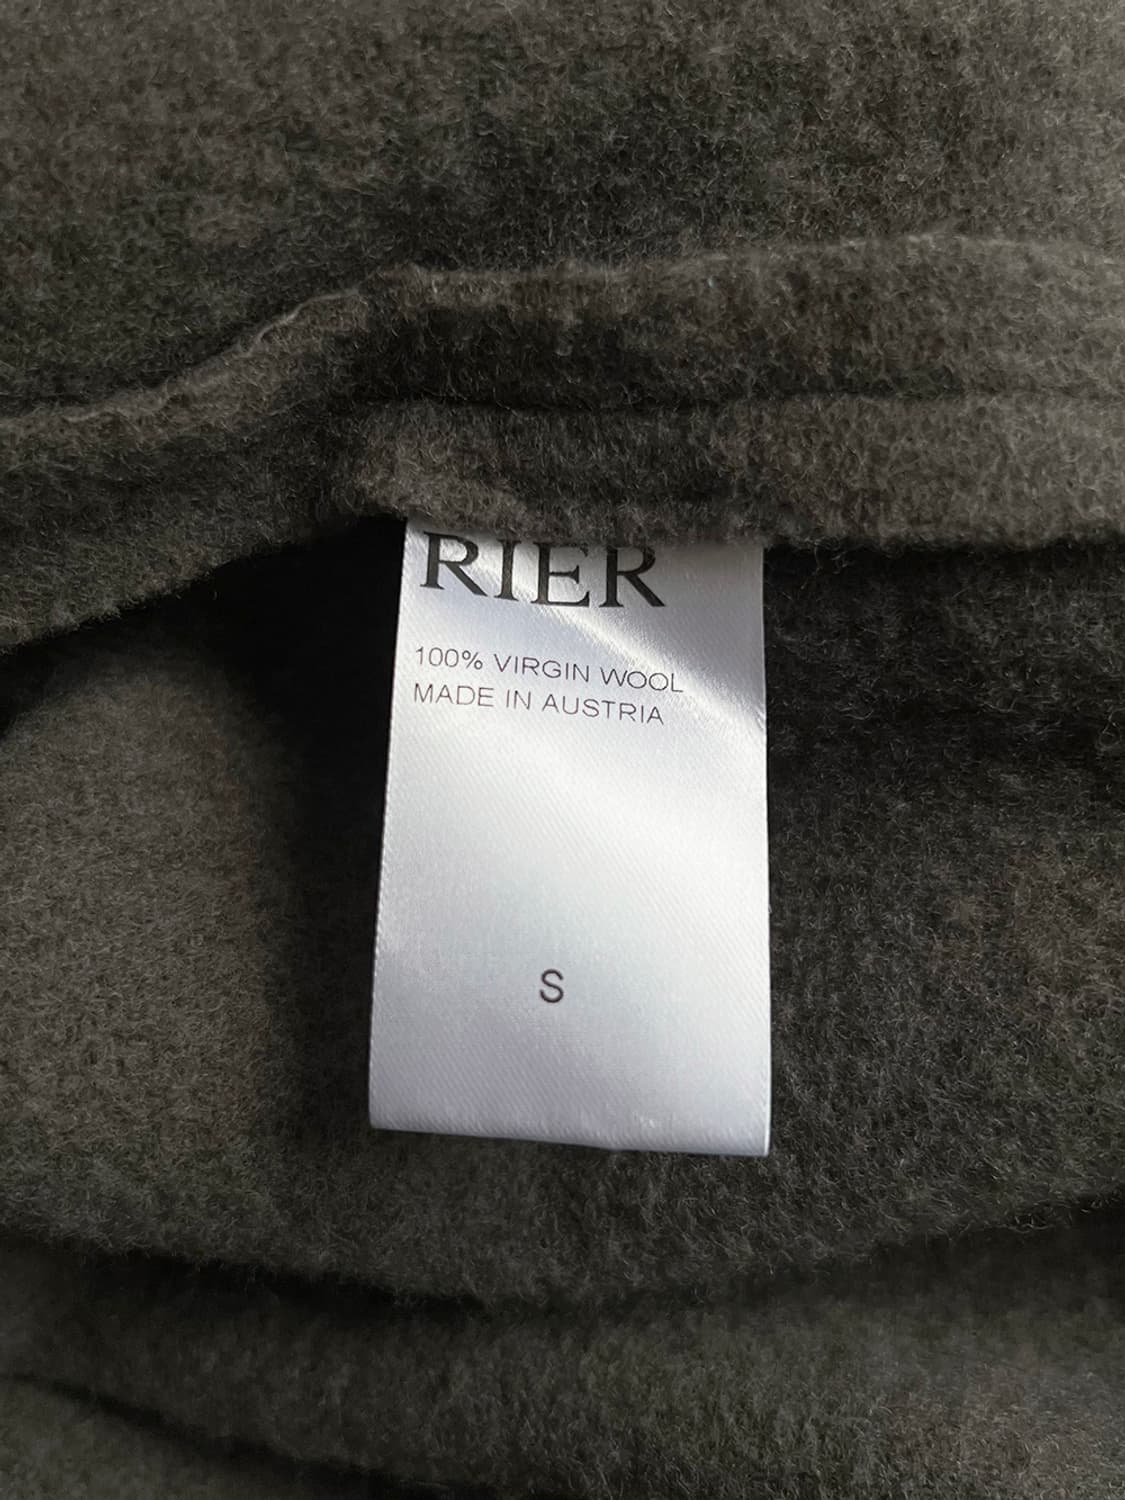 RIER
100% VIRGIN WOOL
MADE IN AUSTRIA
S